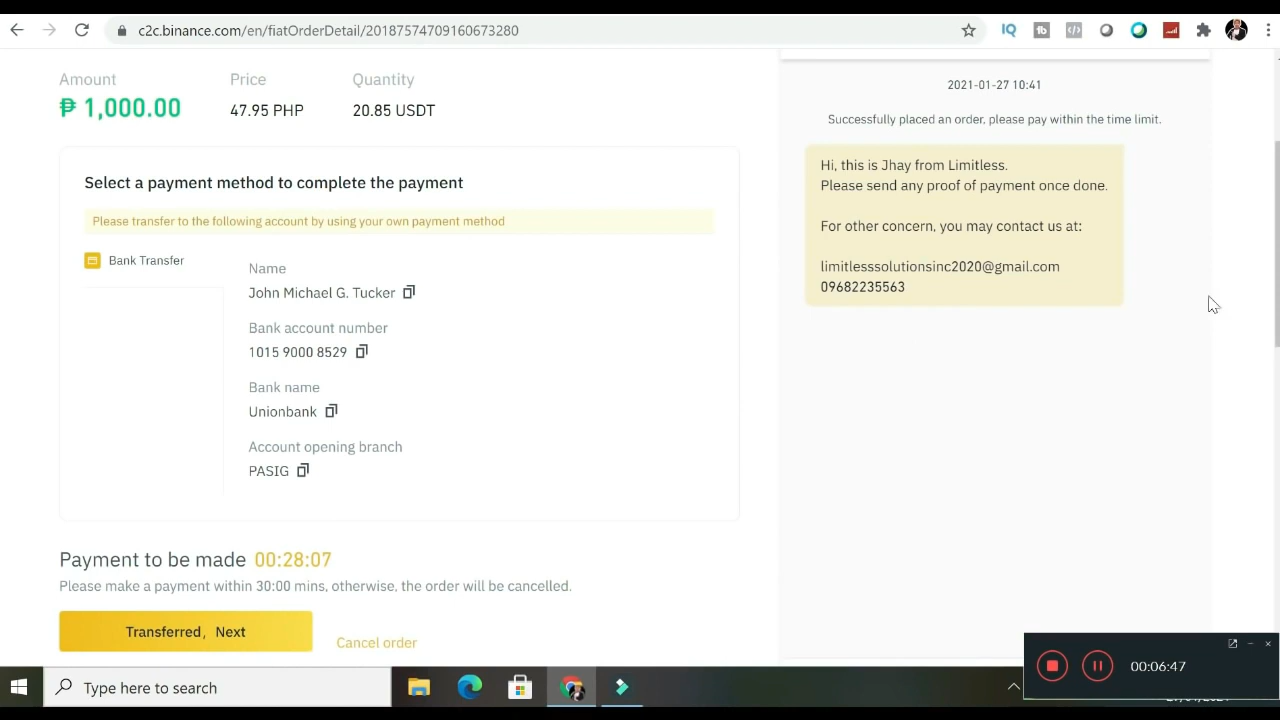 c2c.binance.com/en/fiatOrderDetail/20187574709160673280
Amount
Price
Quantity
₱ 1,000.00
47.95 PHP
20.85 USDT
Select a payment method to complete the payment
Please transfer to the following account by using your own payment method
Bank Transfer
Name
John Michael G. Tucker
Bank account number
1015 9000 8529
Bank name
Unionbank
Account opening branch
PASIG
Payment to be made 00:28:07
Please make a payment within 30:00 mins, otherwise, the order will be cancelled.
Transferred, Next
Cancel order
2021-01-27 10:41
Successfully placed an order, please pay within the time limit.
Hi, this is Jhay from Limitless.
Please send any proof of payment once done.
For other concern, you may contact us at:
limitlesssolutionsinc2020@gmail.com
09682235563
00:06:47
Type here to search